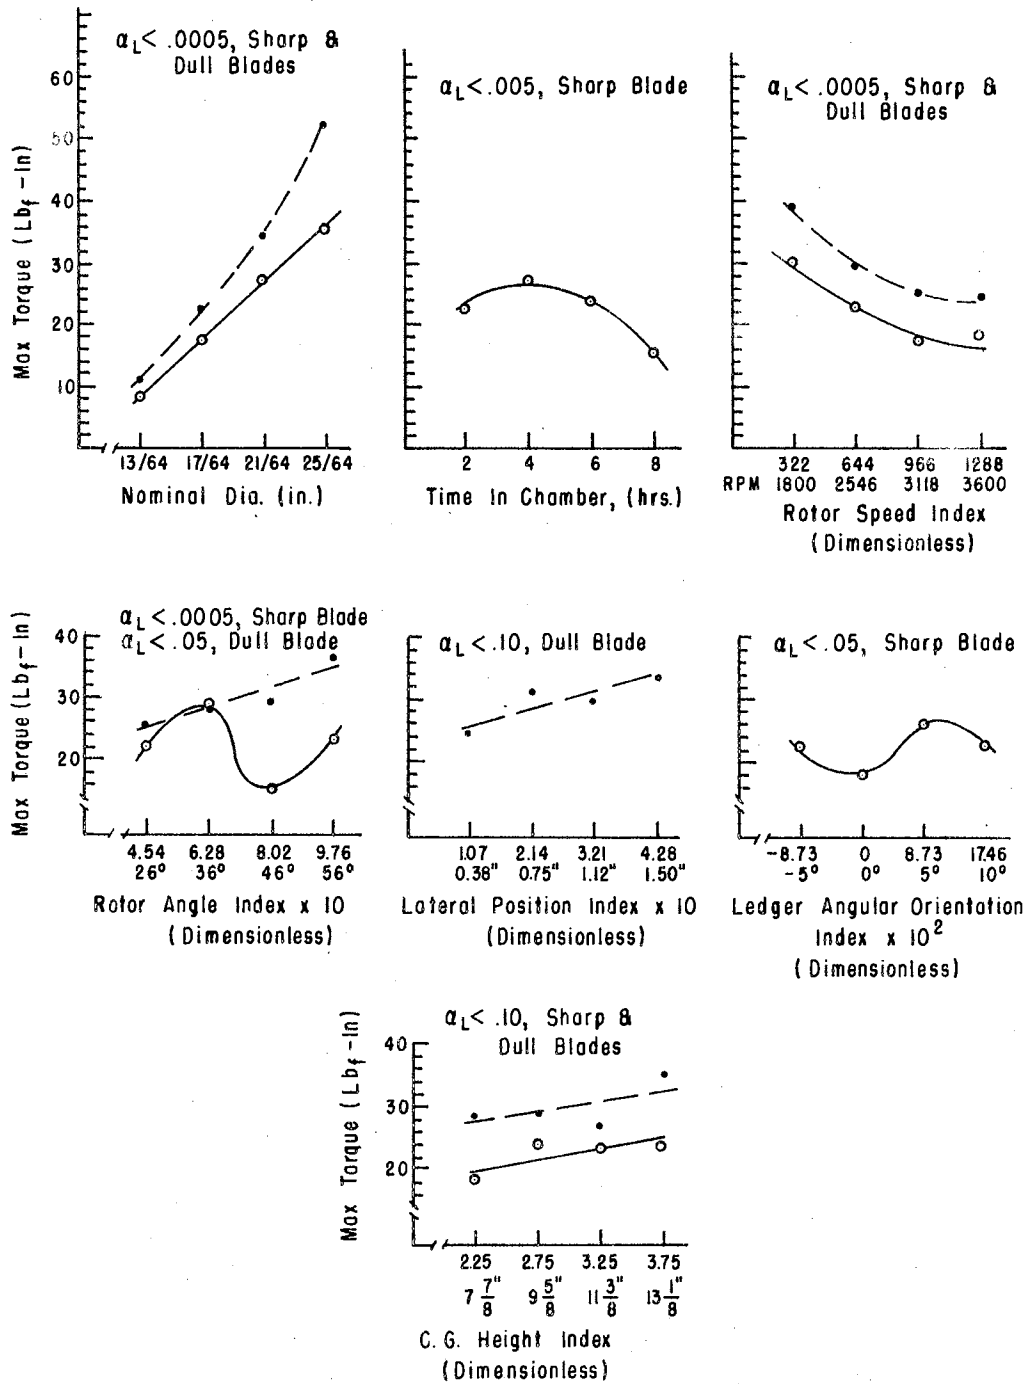 α_L < .0005, Sharp &
Dull Blades
60
50
40
30
20
10
Max Torque (Lb_f-In)
13/64 17/64 21/64 25/64
Nominal Dia. (in.)
α_L < .005, Sharp Blade
2 4 6 8
Time In Chamber, (hrs.)
α_L < .0005, Sharp &
Dull Blades
322 644 966 1288
RPM 1800 2546 3118 3600
Rotor Speed Index
(Dimensionless)
α_L < .0005, Sharp Blade
α_L < .05, Dull Blade
40
30
20
Max Torque (Lb_f-In)
4.54 6.28 8.02 9.76
26° 36° 46° 56°
Rotor Angle Index x 10
(Dimensionless)
α_L < .10, Dull Blade
1.07 2.14 3.21 4.28
0.38" 0.75" 1.12" 1.50"
Lateral Position Index x 10
(Dimensionless)
α_L < .05, Sharp Blade
-8.73 0 8.73 17.46
-5° 0° 5° 10°
Ledger Angular Orientation
Index x 10²
(Dimensionless)
α_L < .10, Sharp &
Dull Blades
40
30
20
Max Torque (Lb_f-In)
2.25 2.75 3.25 3.75
7 7/8" 9 5/8" 11 3/8" 13 1/8"
C.G. Height Index
(Dimensionless)